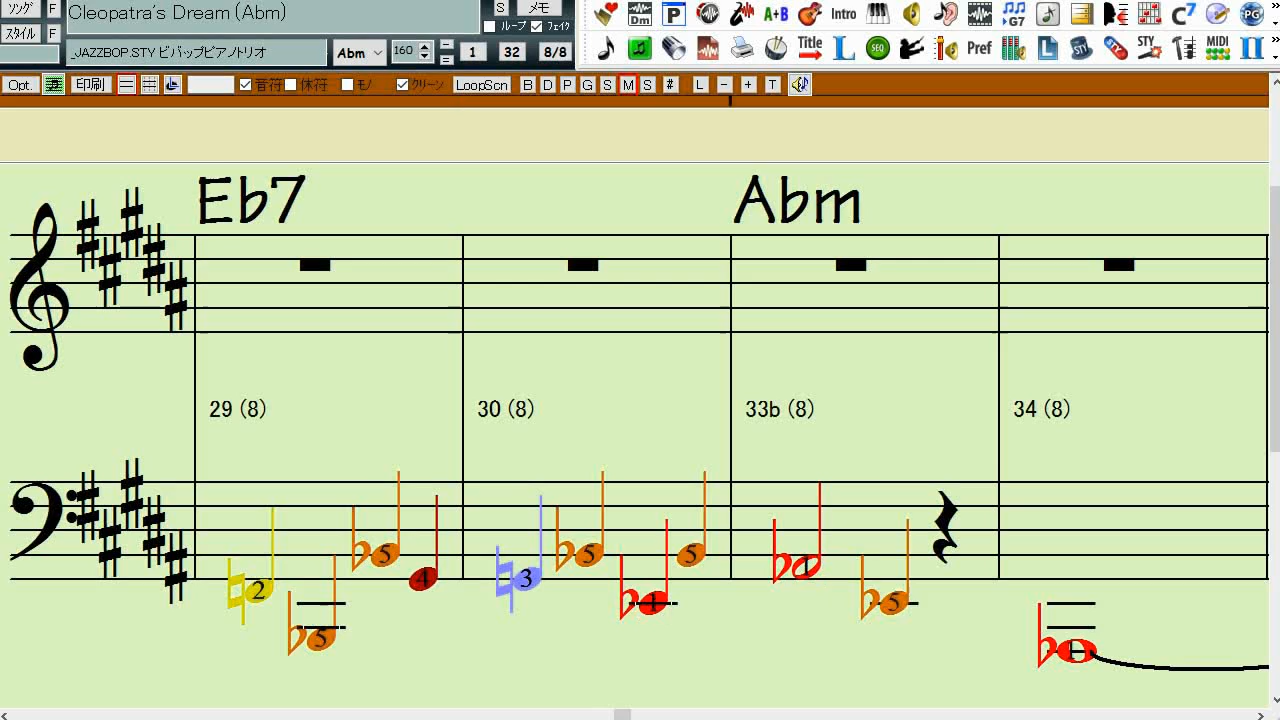 ソング F Cleopatra's Dream (Abm) S メモ
ループ フェイク
スタイル F _JAZZBIP.STY ビバップピアノトリオ Abm 160 1 32 8/8
Dm P A+B Intro G7 C7 PG
Title L SEO Pref L STY STY MIDI
Opt. 印刷 音符 休符 モノ クリーン LoopScn B D P G S M S # L - + T
Eb7 Abm
29 (8) 30 (8) 33b (8) 34 (8)
2 5 5 4 3 5 1 5 1 5 1